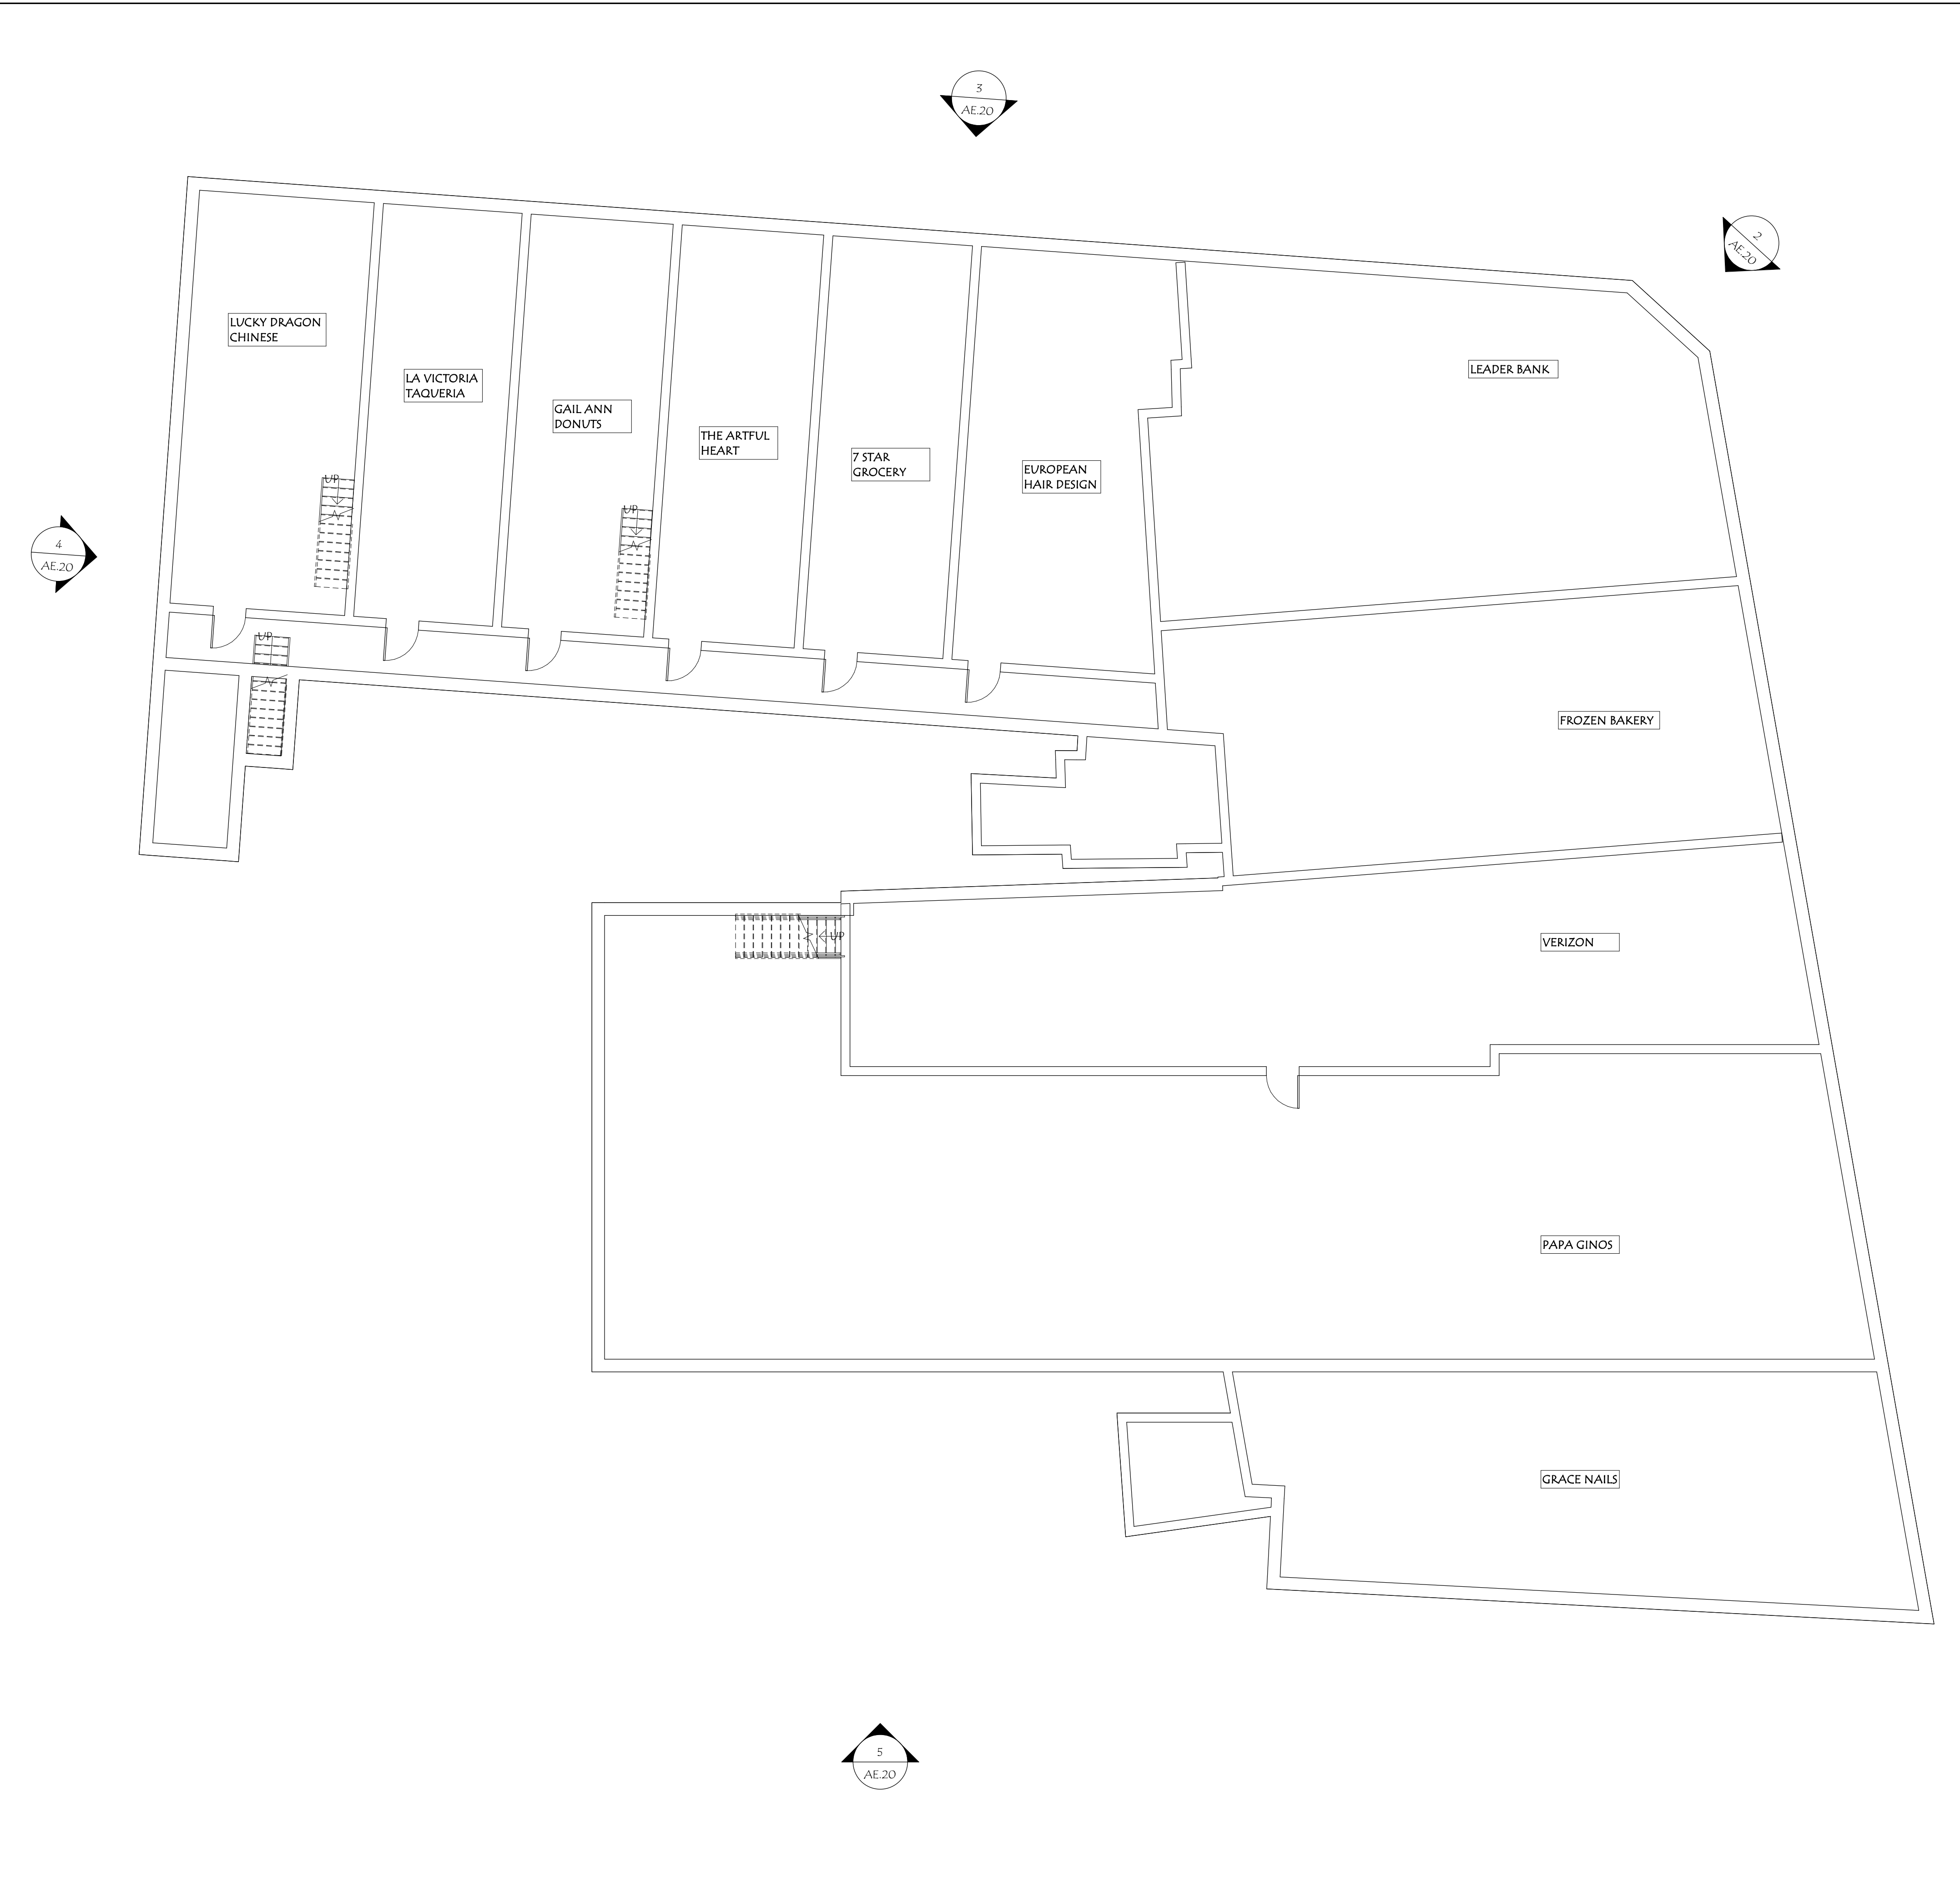 3
AE.20
2
AE.20
LUCKY DRAGON
CHINESE
LA VICTORIA
TAQUERIA
GAIL ANN
DONUTS
THE ARTFUL
HEART
7 STAR
GROCERY
EUROPEAN
HAIR DESIGN
LEADER BANK
UP
UP
4
AE.20
UP
FROZEN BAKERY
UP
VERIZON
PAPA GINOS
GRACE NAILS
5
AE.20